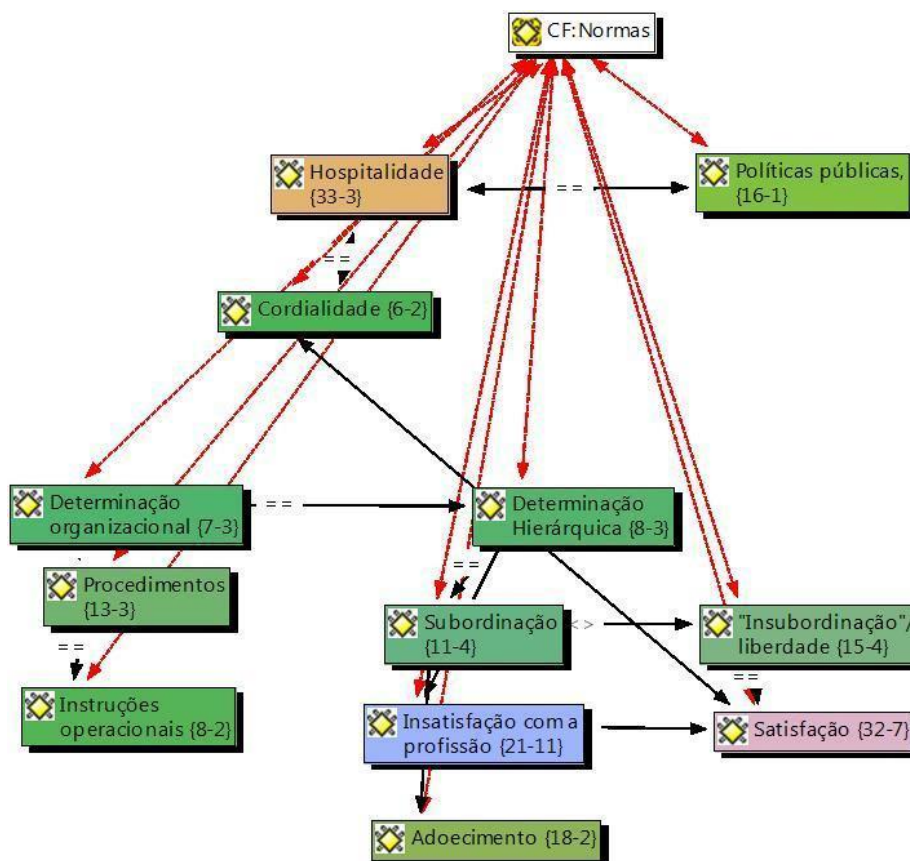 CF:Normas
Hospitalidade
{33-3}
==
Políticas públicas,
{16-1}
==
Cordialidade {6-2}
Determinação
organizacional {7-3}
==
Determinação
Hierárquica {8-3}
Procedimentos
{13-3}
==
Subordinação
{11-4}
<>
"Insubordinação"/
liberdade {15-4}
==
==
Instruções
operacionais {8-2}
Insatisfação com a
profissão {21-11}
Satisfação {32-7}
Adoecimento {18-2}